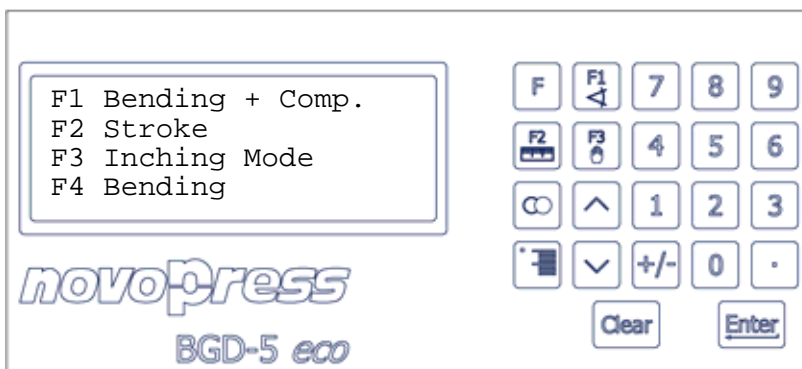 F1 Bending + Comp.
F2 Stroke
F3 Inching Mode
F4 Bending
novopress
BGD-5 eco
F F1 7 8 9
F2 F3 4 5 6
1 2 3
+/- 0 .
Clear Enter